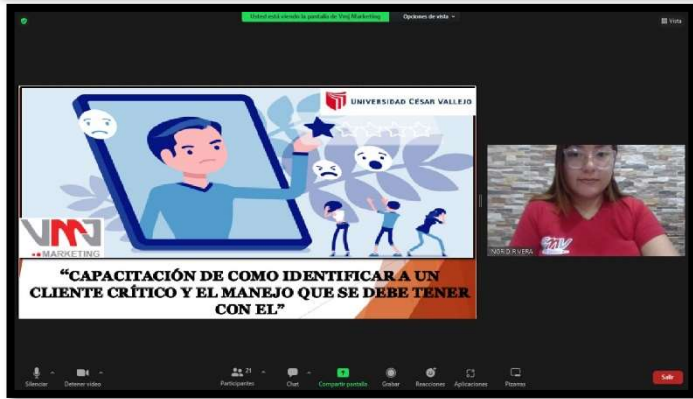 Usted está viendo la pantalla de Vmj Marketing
Opciones de vista
Vista
UNIVERSIDAD CÉSAR VALLEJO
VMJ
MARKETING
“CAPACITACIÓN DE COMO IDENTIFICAR A UN
CLIENTE CRÍTICO Y EL MANEJO QUE SE DEBE TENER
CON EL”
INGRID RIVERA
Silenciar
Detener video
Participantes
21
Chat
Compartir pantalla
Grabar
Reacciones
Aplicaciones
Pizarras
Salir